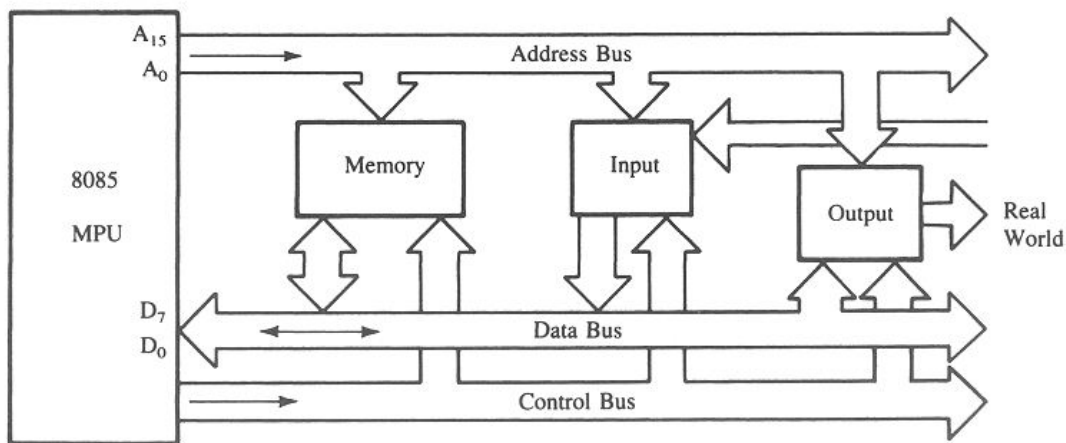 A15
Address Bus
A0
8085
MPU
Memory
Input
Output
Real
World
D7
D0
Data Bus
Control Bus